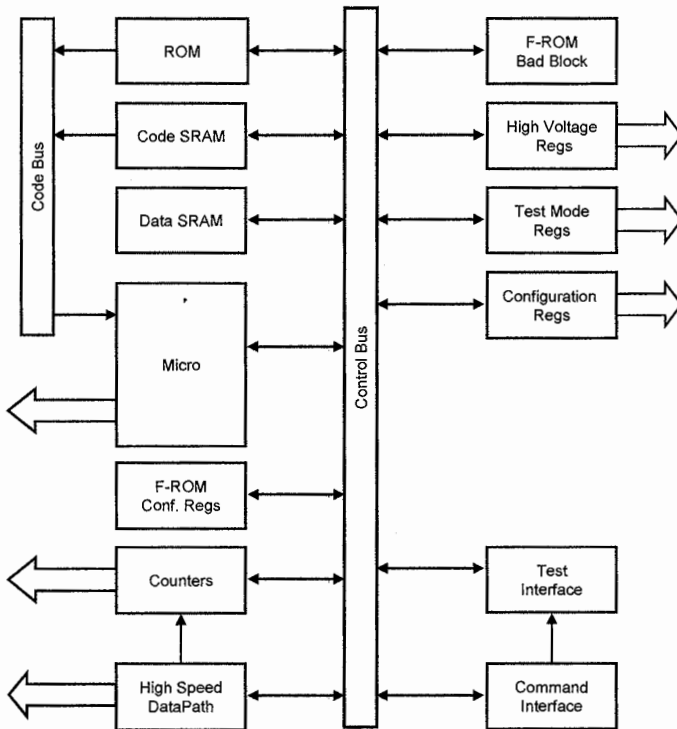 ROM
F-ROM
Bad Block
Code SRAM
High Voltage
Regs
Code Bus
Data SRAM
Test Mode
Regs
Configuration
Regs
Micro
Control Bus
F-ROM
Conf. Regs
Counters
Test
Interface
High Speed
DataPath
Command
Interface